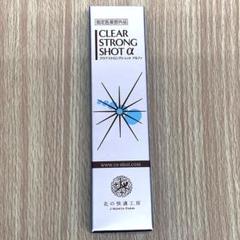 指定医薬部外品
CLEAR
STRONG
SHOT α
クリアストロングショット アルファ
www.cs-shot.com
北の快適工房